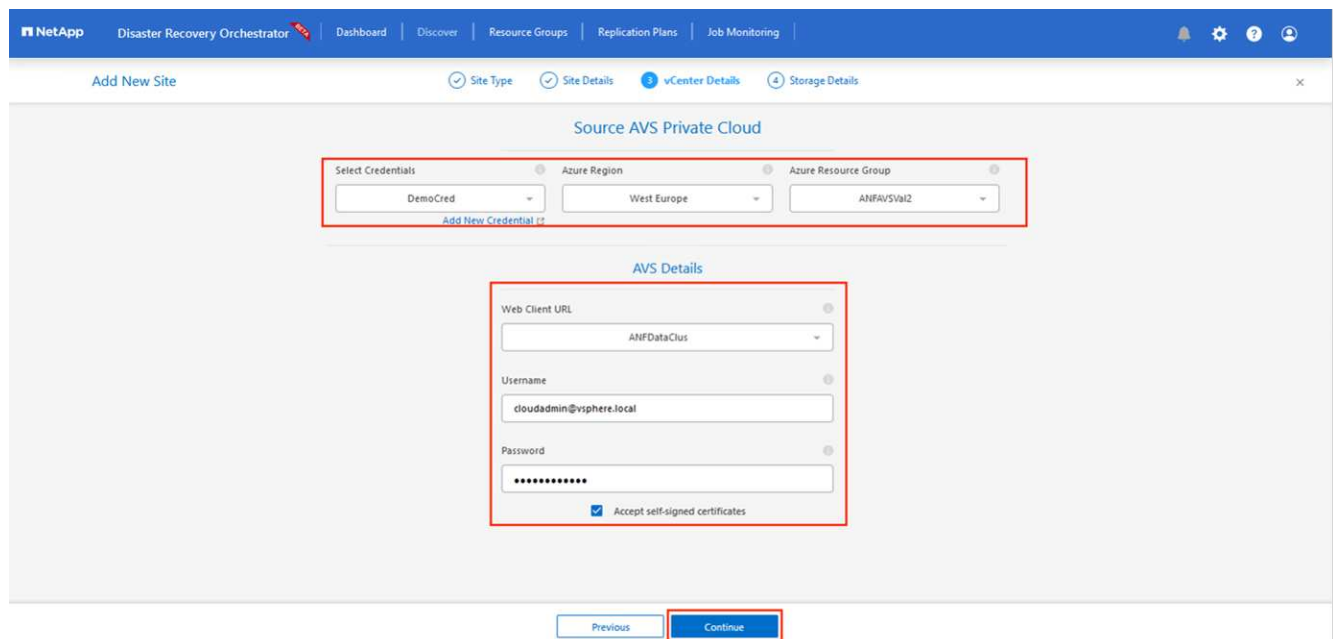 NetApp Disaster Recovery Orchestrator BETA Dashboard Discover Resource Groups Replication Plans Job Monitoring
Add New Site Site Type Site Details 3 vCenter Details 4 Storage Details
Source AVS Private Cloud
Select Credentials Azure Region Azure Resource Group
DemoCred West Europe ANFAVSVal2
Add New Credential
AVS Details
Web Client URL
ANFDataClus
Username
cloudadmin@vsphere.local
Password
••••••••••••
Accept self-signed certificates
Previous Continue